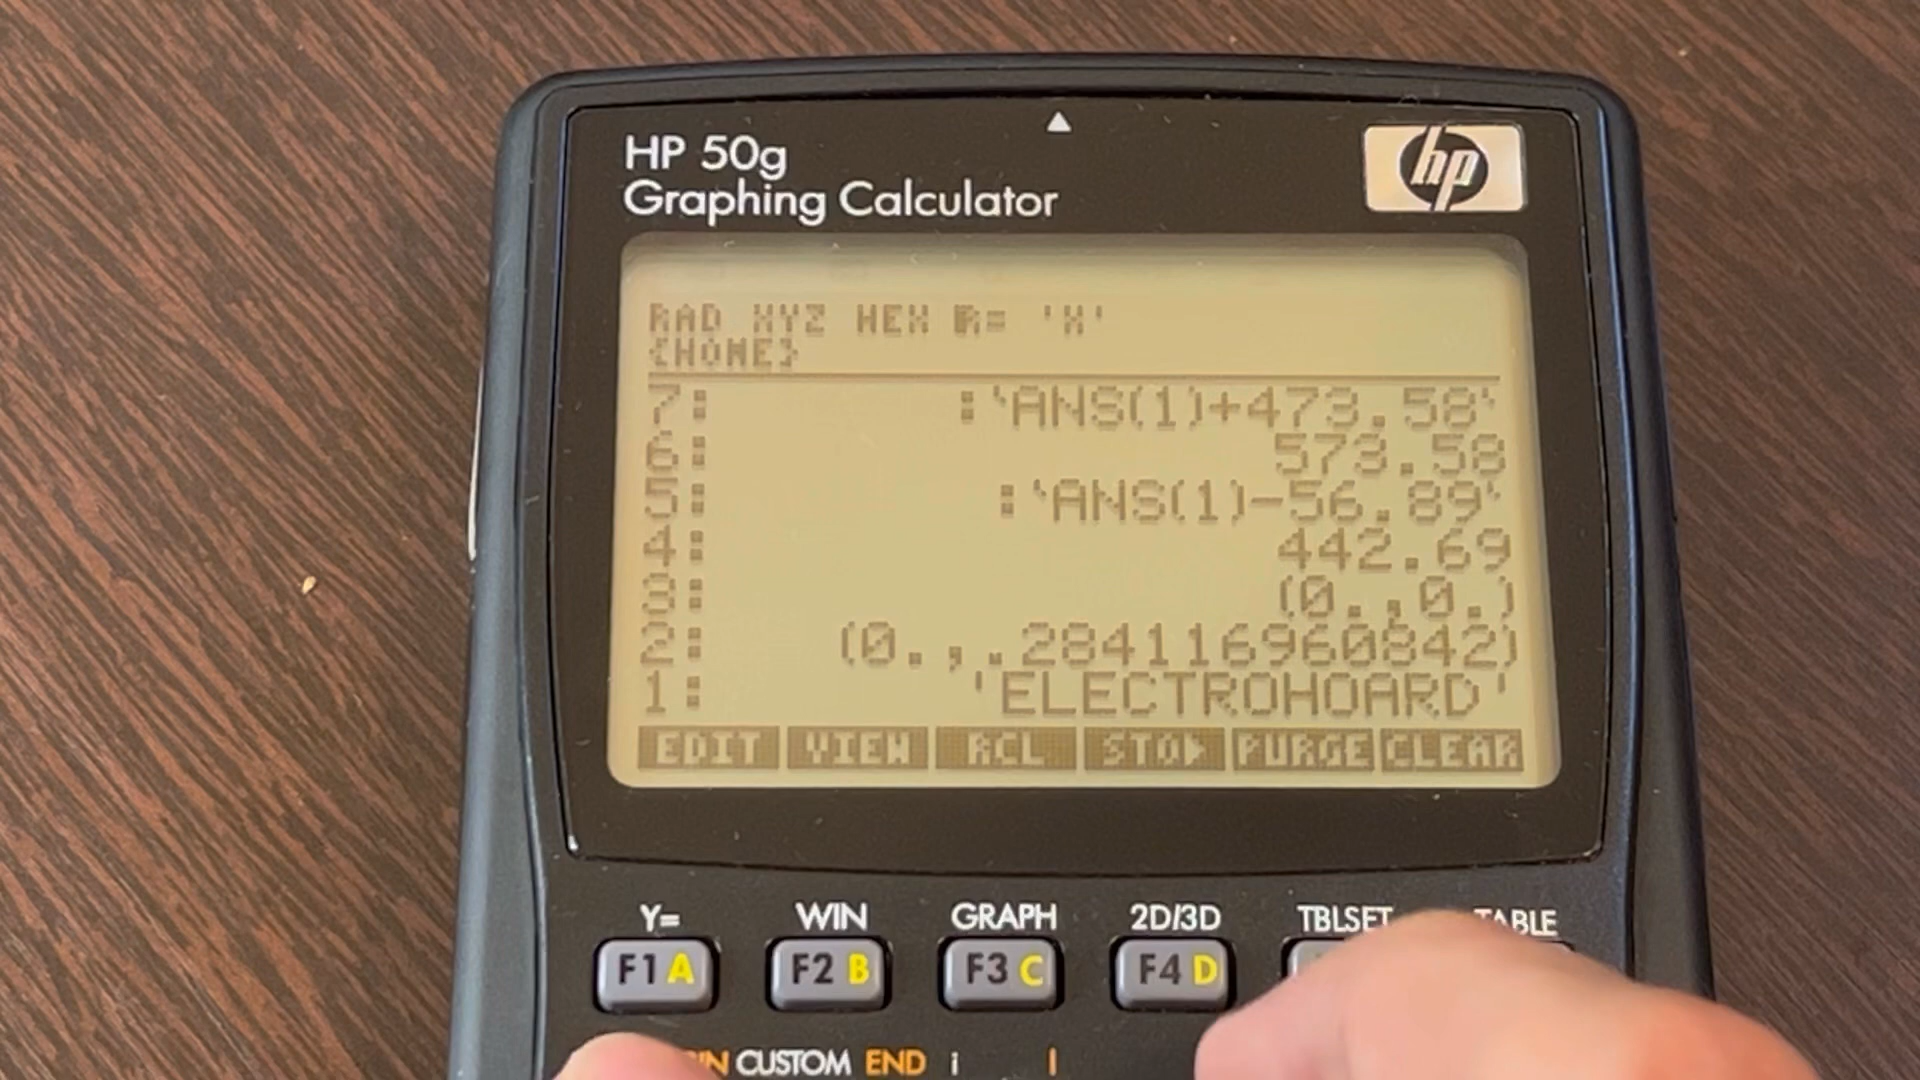 HP 50g
Graphing Calculator
hp
RAD XYZ HEX R= 'X'
{HOME}
7: :'ANS(1)+473.58'
6: 573.58
5: :'ANS(1)-56.89'
4: 442.69
3: (0.,0.)
2: (0.,.284116960842)
1: 'ELECTROHOARD'
EDIT VIEW RCL STO▶ PURGE CLEAR
Y= WIN GRAPH 2D/3D TBLSET TABLE
F1 A F2 B F3 C F4 D
CUSTOM END i